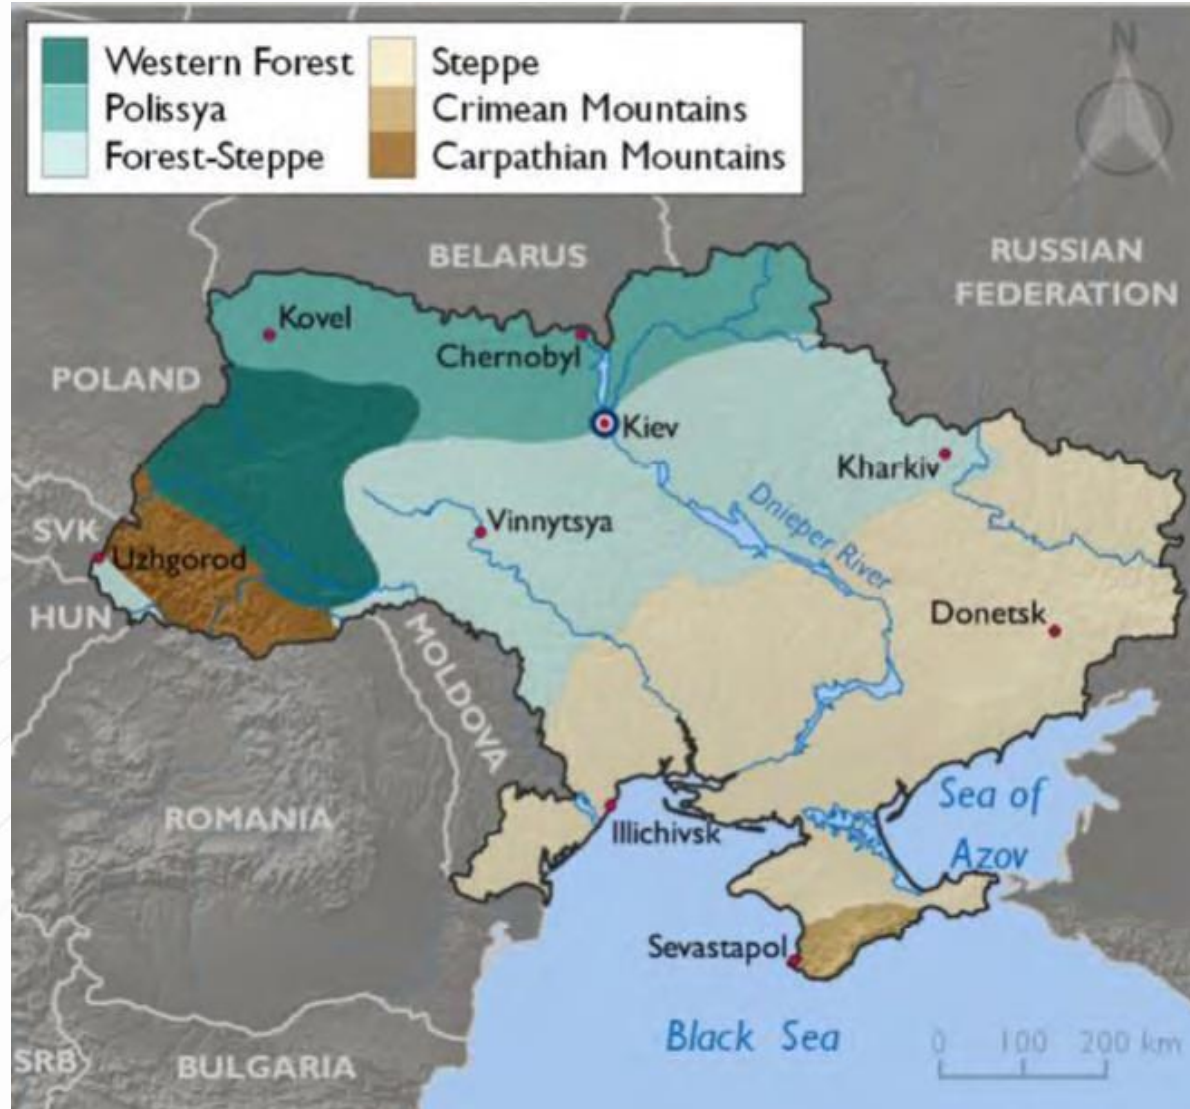 Western Forest
Polissya
Forest-Steppe
Steppe
Crimean Mountains
Carpathian Mountains
N
BELARUS
RUSSIAN
FEDERATION
Kovel
Chernobyl
POLAND
Kiev
Kharkiv
Dnieper River
Vinnytsya
SVK
Uzhgorod
HUN
Donetsk
MOLDOVA
ROMANIA
Illichivsk
Sea of
Azov
Sevastapol
Black Sea
0 100 200 km
SRB
BULGARIA